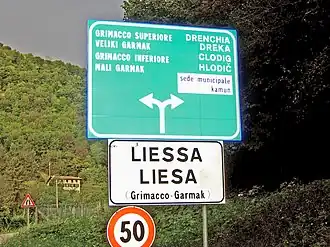 GRIMACCO SUPERIORE
VELIKI GARMAK
GRIMACCO INFERIORE
MALI GARMAK
DRENCHIA
DREKA
CLODIG
HLODIČ
sede municipale
kamun
LIESSA
LIESA
(Grimacco-Garmak)
50